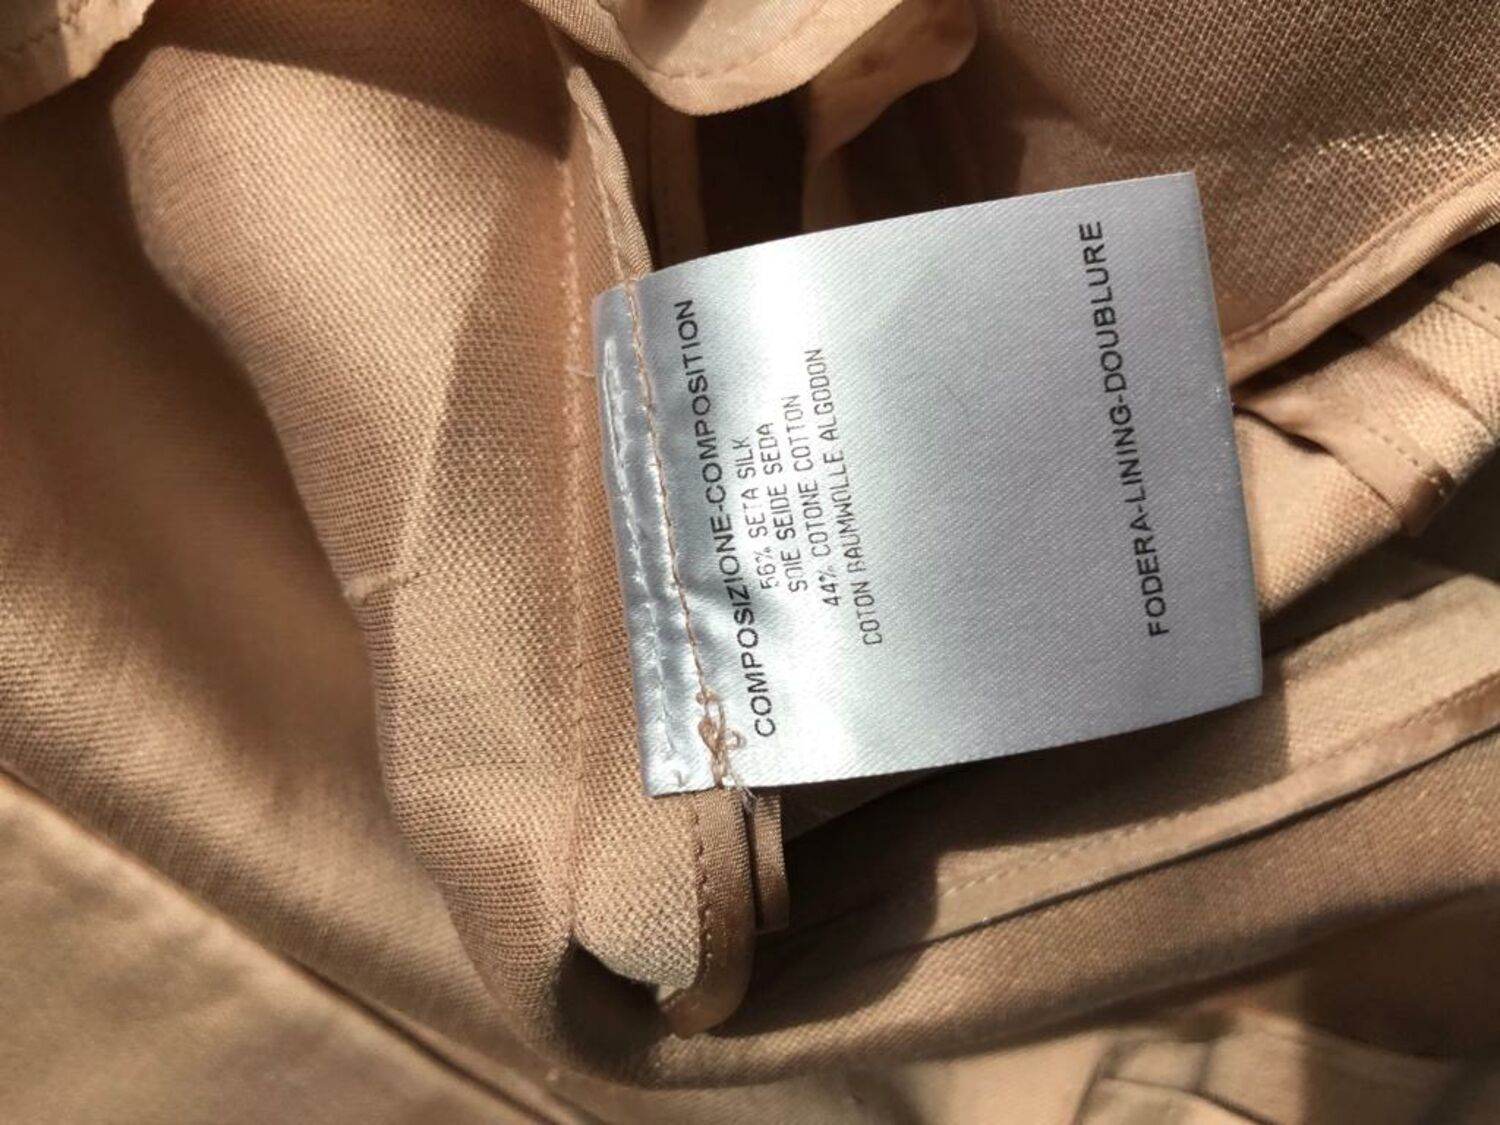 COMPOSIZIONE-COMPOSITION
56% SETA SILK
SOIE SEIDE SEDA
44% COTONE COTTON
COTON BAUMWOLLE ALGODON
FODERA-LINING-DOUBLURE